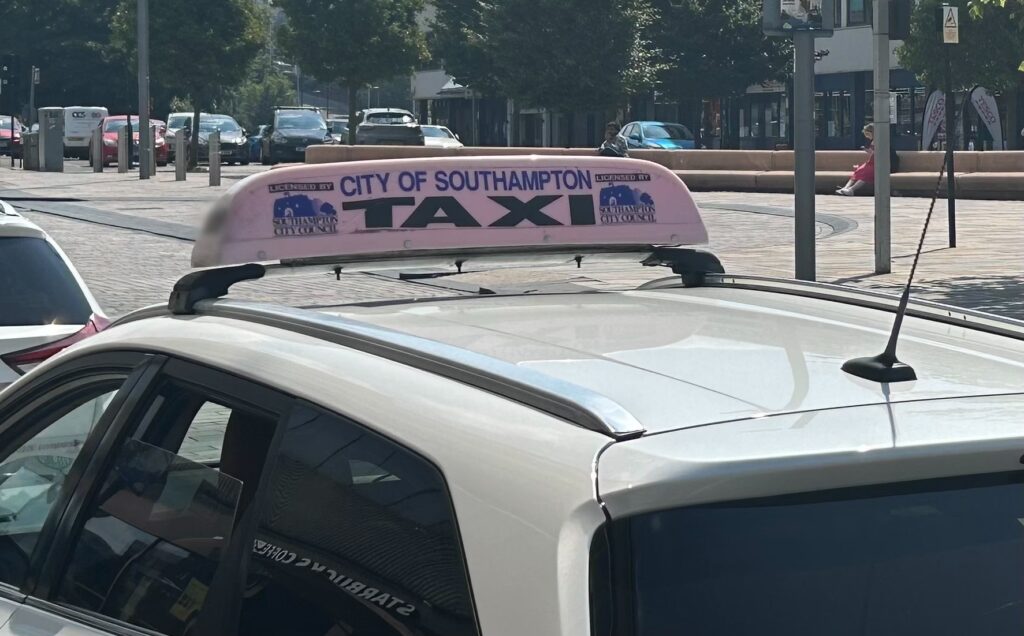 LICENSED BY
SOUTHAMPTON
CITY COUNCIL
CITY OF SOUTHAMPTON
TAXI
LICENSED BY
SOUTHAMPTON
CITY COUNCIL
STARBUCKS COFFEE